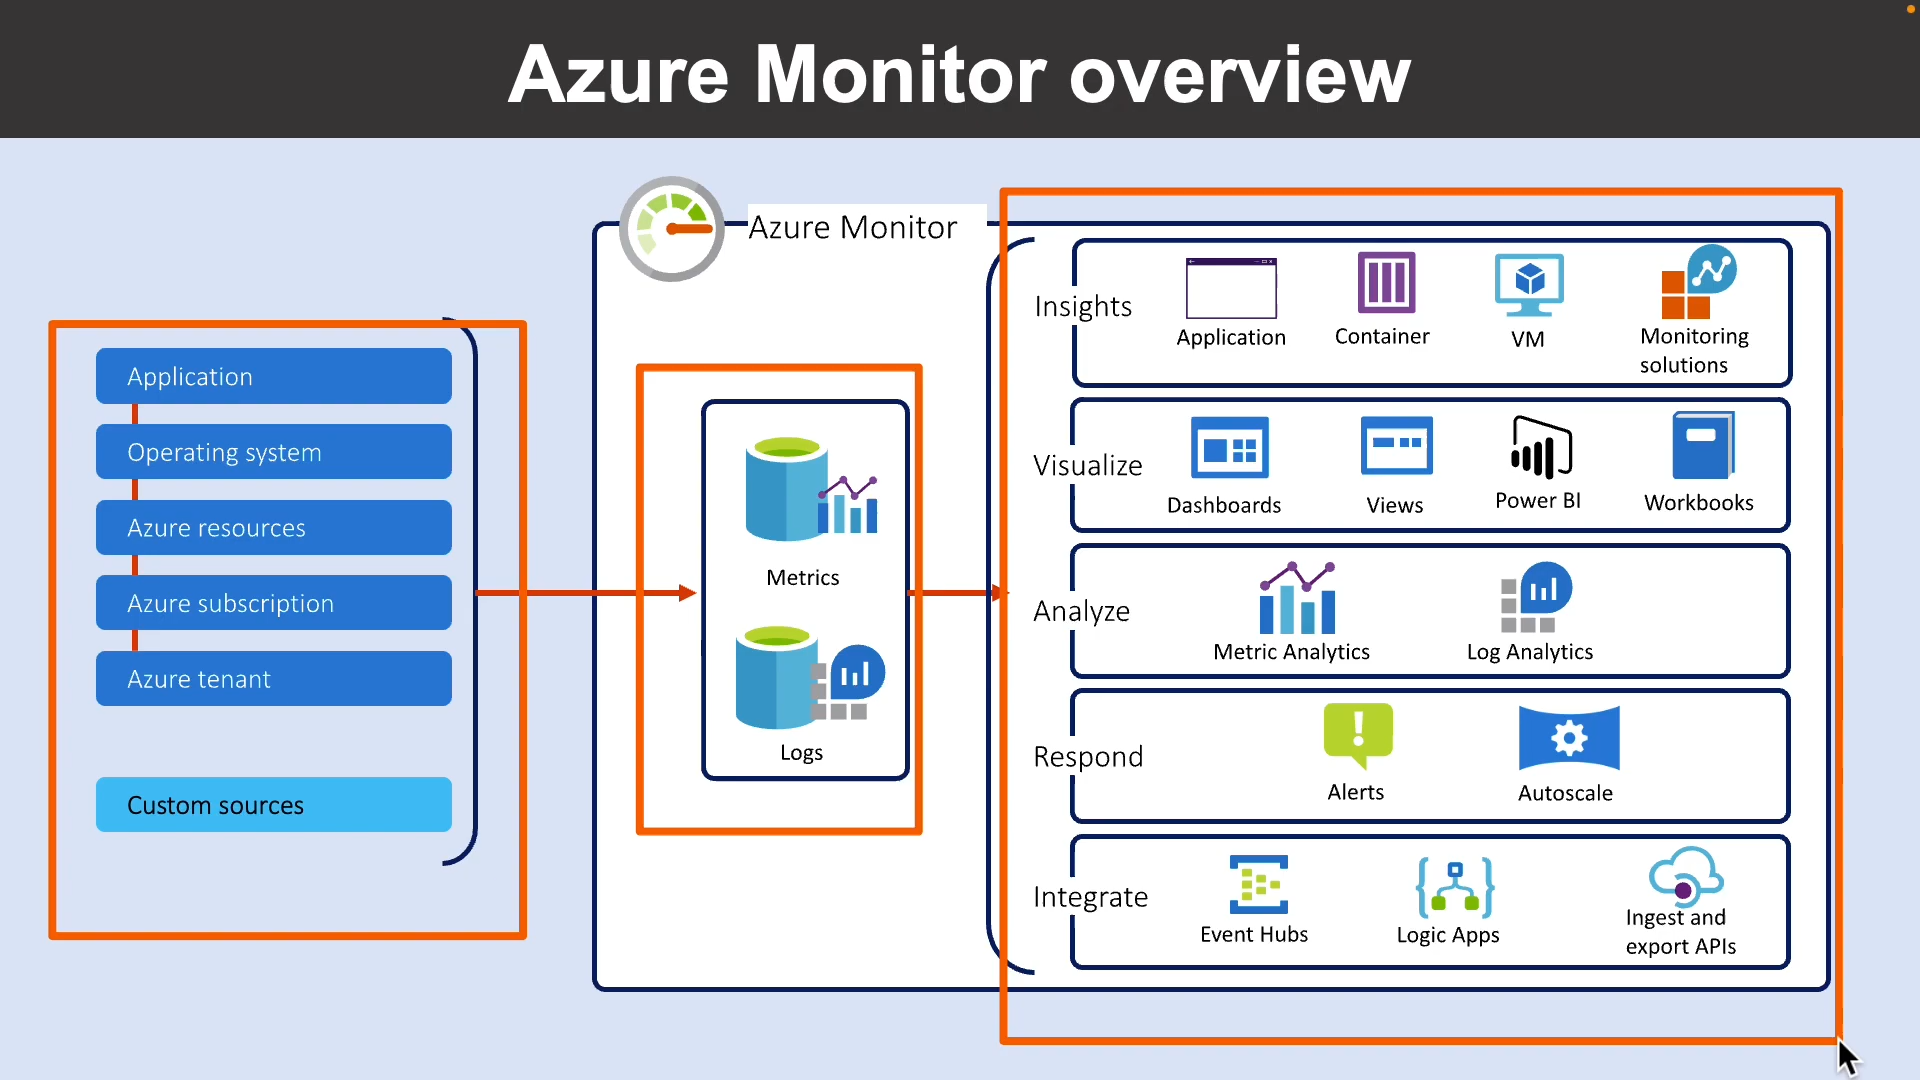 Azure Monitor overview
Azure Monitor
Application
Operating system
Azure resources
Azure subscription
Azure tenant
Custom sources
Metrics
Logs
Insights
Application
Container
VM
Monitoring
solutions
Visualize
Dashboards
Views
Power BI
Workbooks
Analyze
Metric Analytics
Log Analytics
Respond
Alerts
Autoscale
Integrate
Event Hubs
Logic Apps
Ingest and
export APIs